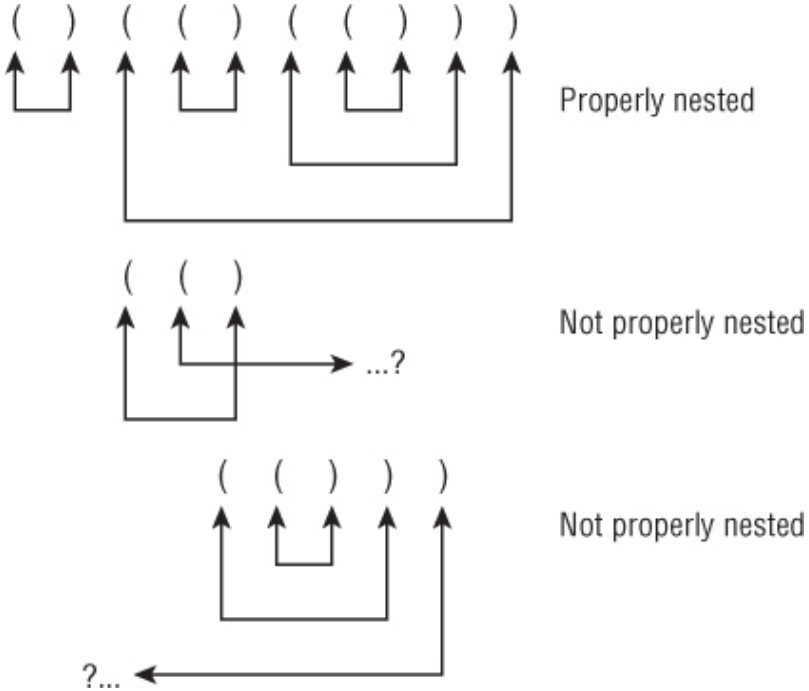 ( ) ( ( ) ( ( ) ) )
Properly nested
( ( )
Not properly nested
...?
( ( ) ) )
Not properly nested
?...